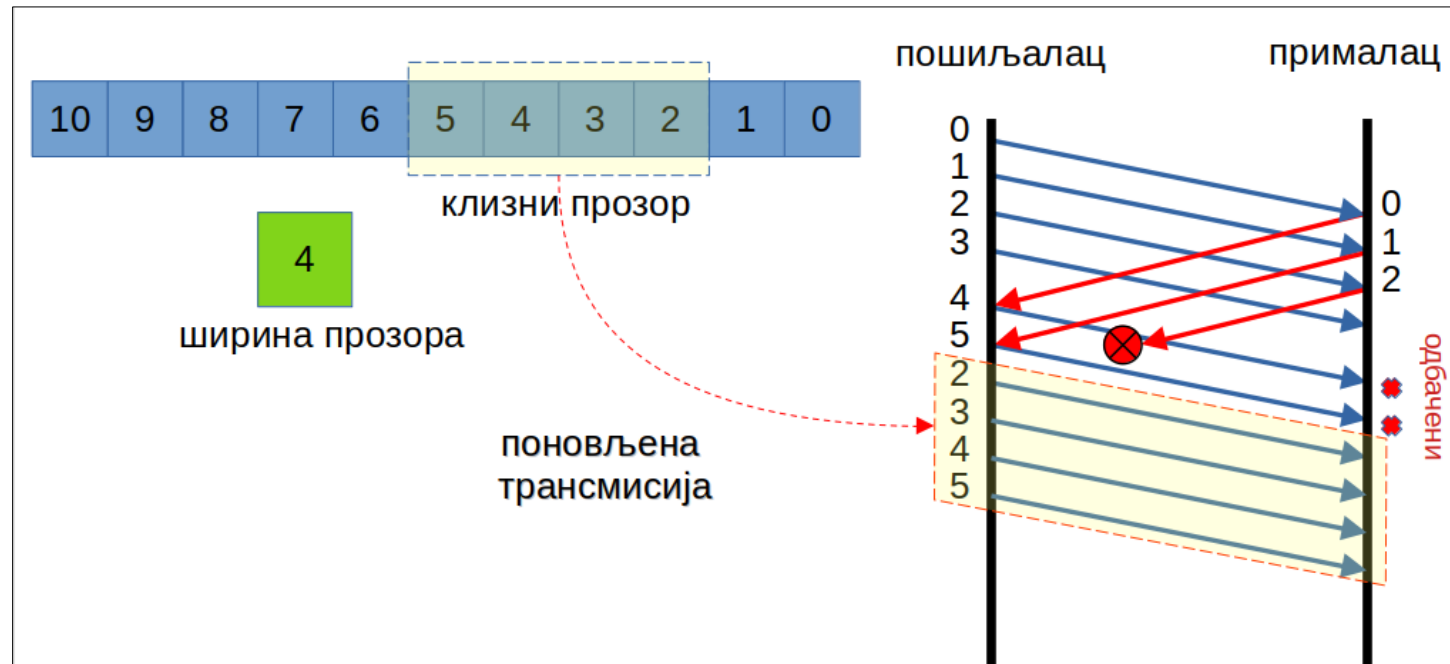 10 9 8 7 6 5 4 3 2 1 0
клизни прозор
4
ширина прозора
поновљена
трансмисија
пошиљалац
прималац
0
1
2
3
4
5
2
3
4
5
0
1
2
одбачени